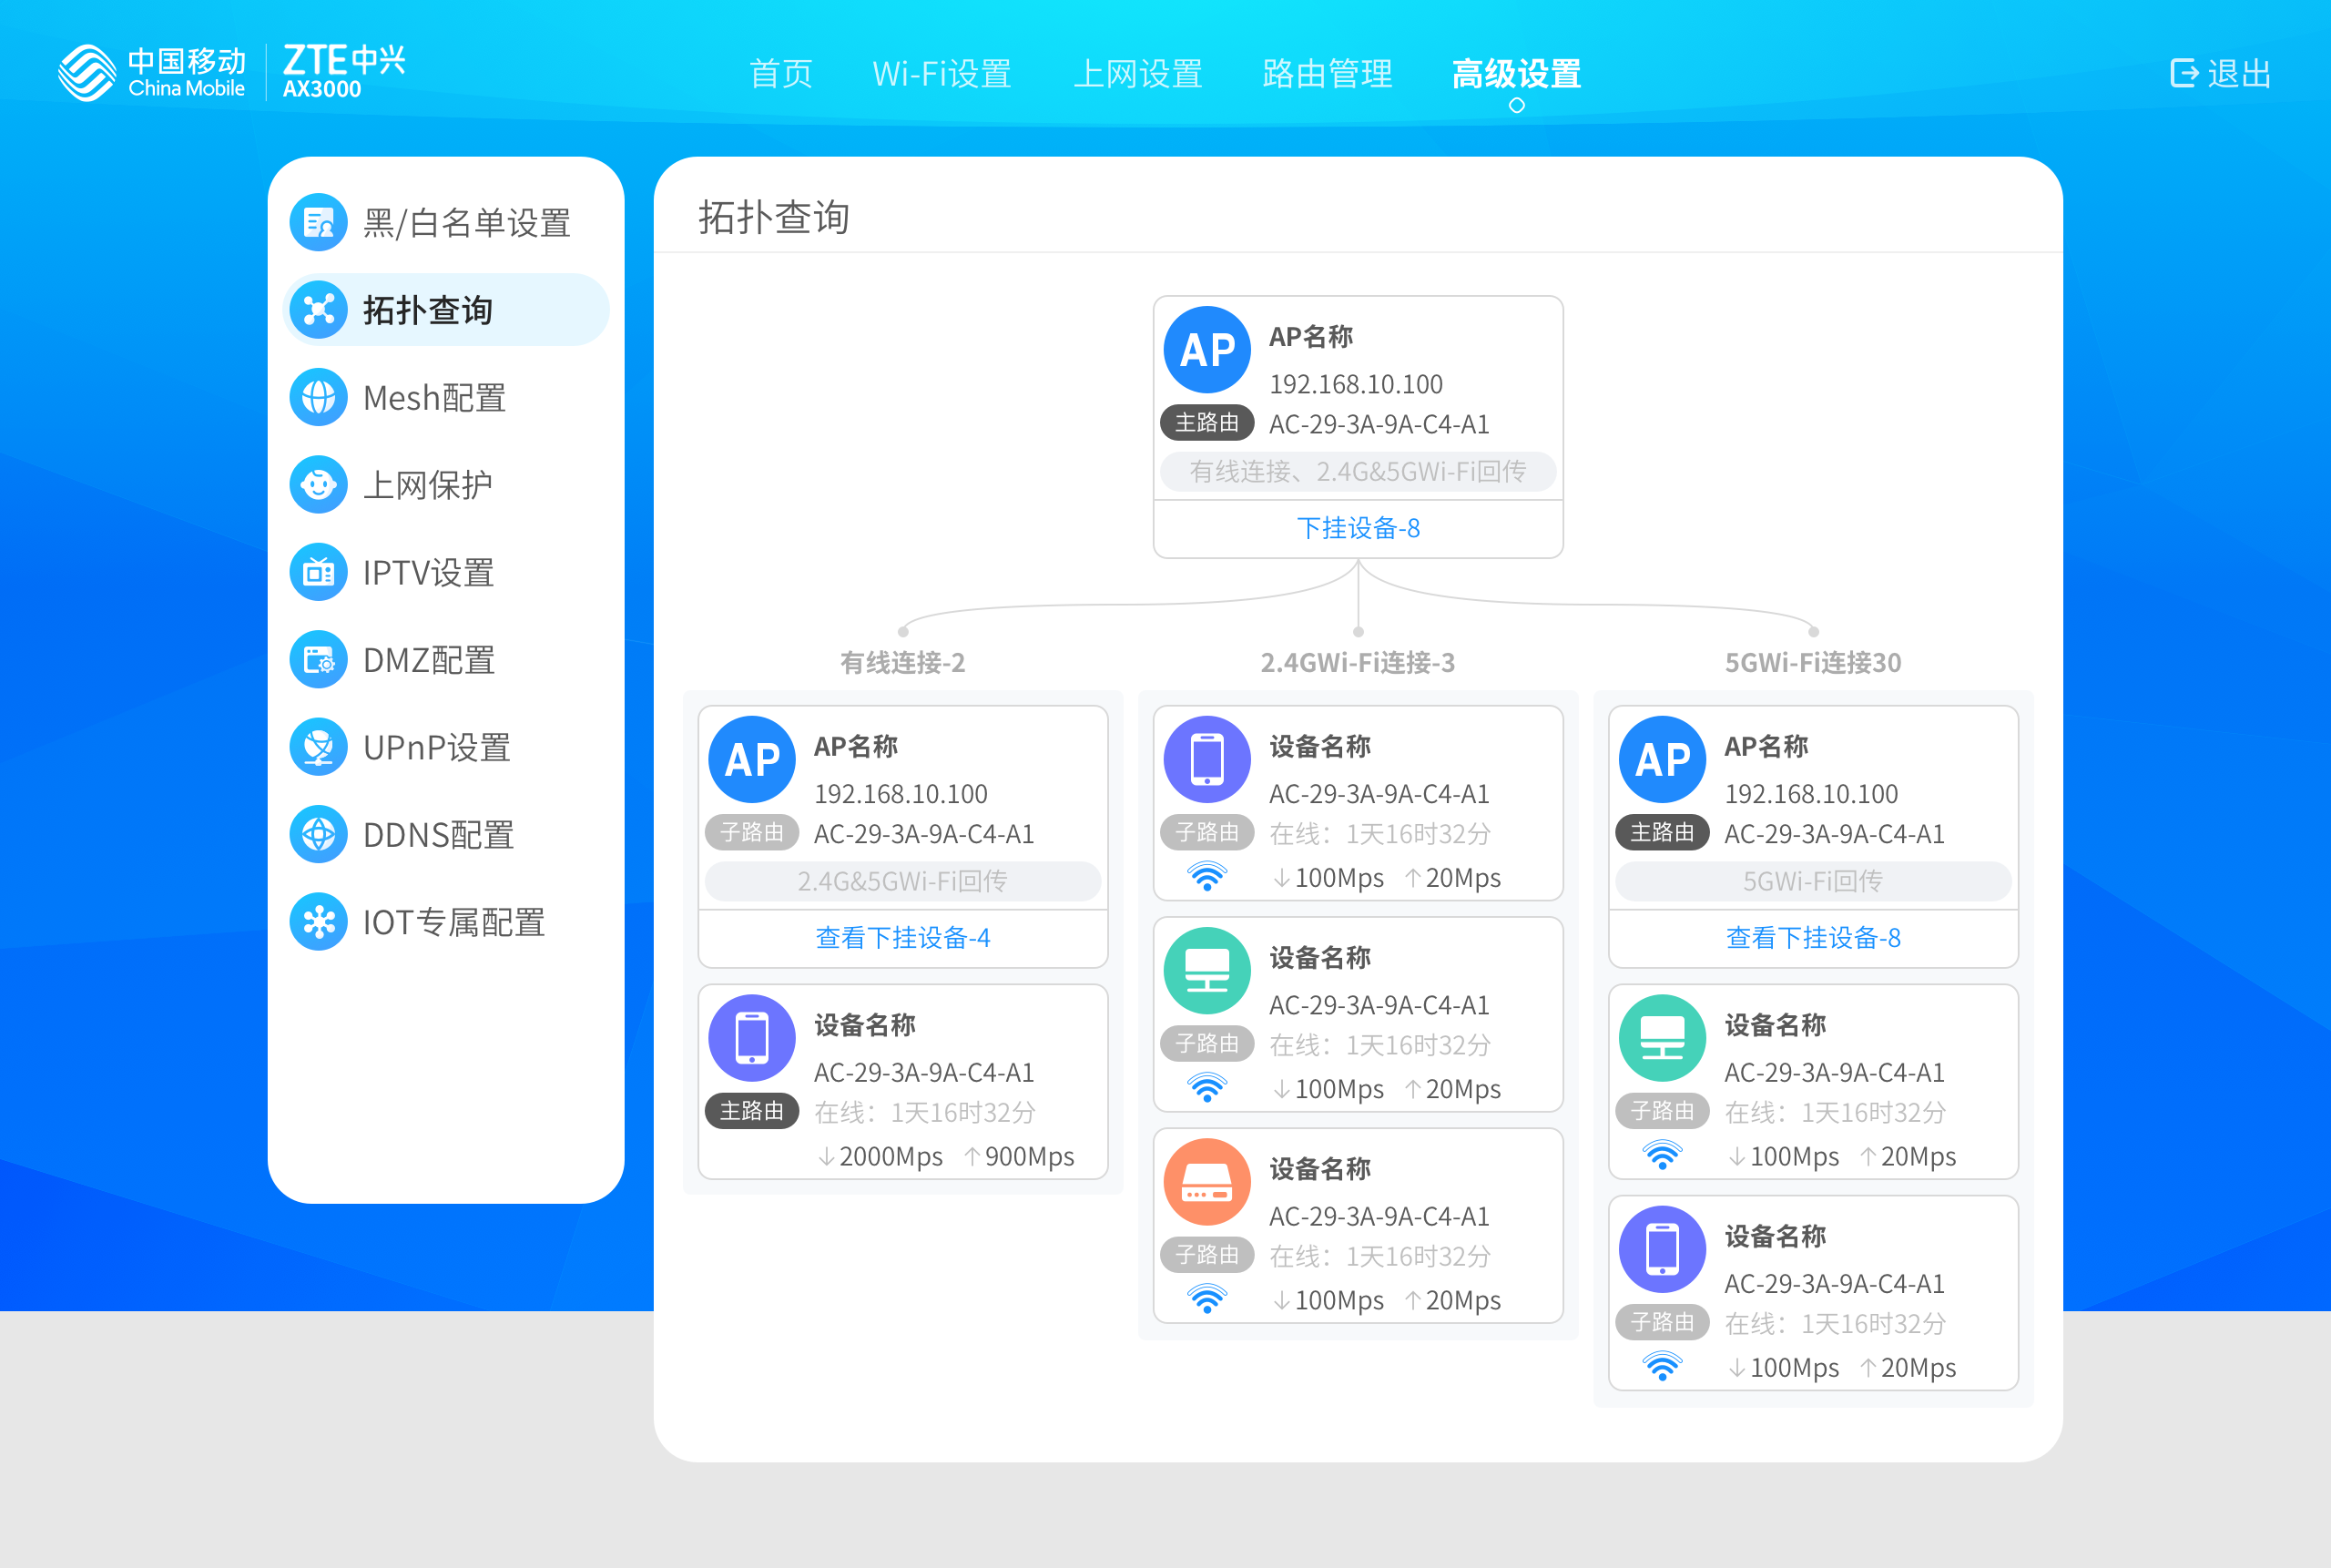 中国移动
China Mobile
ZTE中兴
AX3000
首页
Wi-Fi设置
上网设置
路由管理
高级设置
退出
黑/白名单设置
拓扑查询
Mesh配置
上网保护
IPTV设置
DMZ配置
UPnP设置
DDNS配置
IOT专属配置
拓扑查询
AP
AP名称
192.168.10.100
主路由
AC-29-3A-9A-C4-A1
有线连接、2.4G&5GWi-Fi回传
下挂设备-8
有线连接-2
AP
AP名称
192.168.10.100
子路由
AC-29-3A-9A-C4-A1
2.4G&5GWi-Fi回传
查看下挂设备-4
设备名称
AC-29-3A-9A-C4-A1
主路由
在线：1天16时32分
↓2000Mps ↑900Mps
2.4GWi-Fi连接-3
设备名称
AC-29-3A-9A-C4-A1
子路由
在线：1天16时32分
↓100Mps ↑20Mps
设备名称
AC-29-3A-9A-C4-A1
子路由
在线：1天16时32分
↓100Mps ↑20Mps
设备名称
AC-29-3A-9A-C4-A1
子路由
在线：1天16时32分
↓100Mps ↑20Mps
5GWi-Fi连接30
AP
AP名称
192.168.10.100
主路由
AC-29-3A-9A-C4-A1
5GWi-Fi回传
查看下挂设备-8
设备名称
AC-29-3A-9A-C4-A1
子路由
在线：1天16时32分
↓100Mps ↑20Mps
设备名称
AC-29-3A-9A-C4-A1
子路由
在线：1天16时32分
↓100Mps ↑20Mps